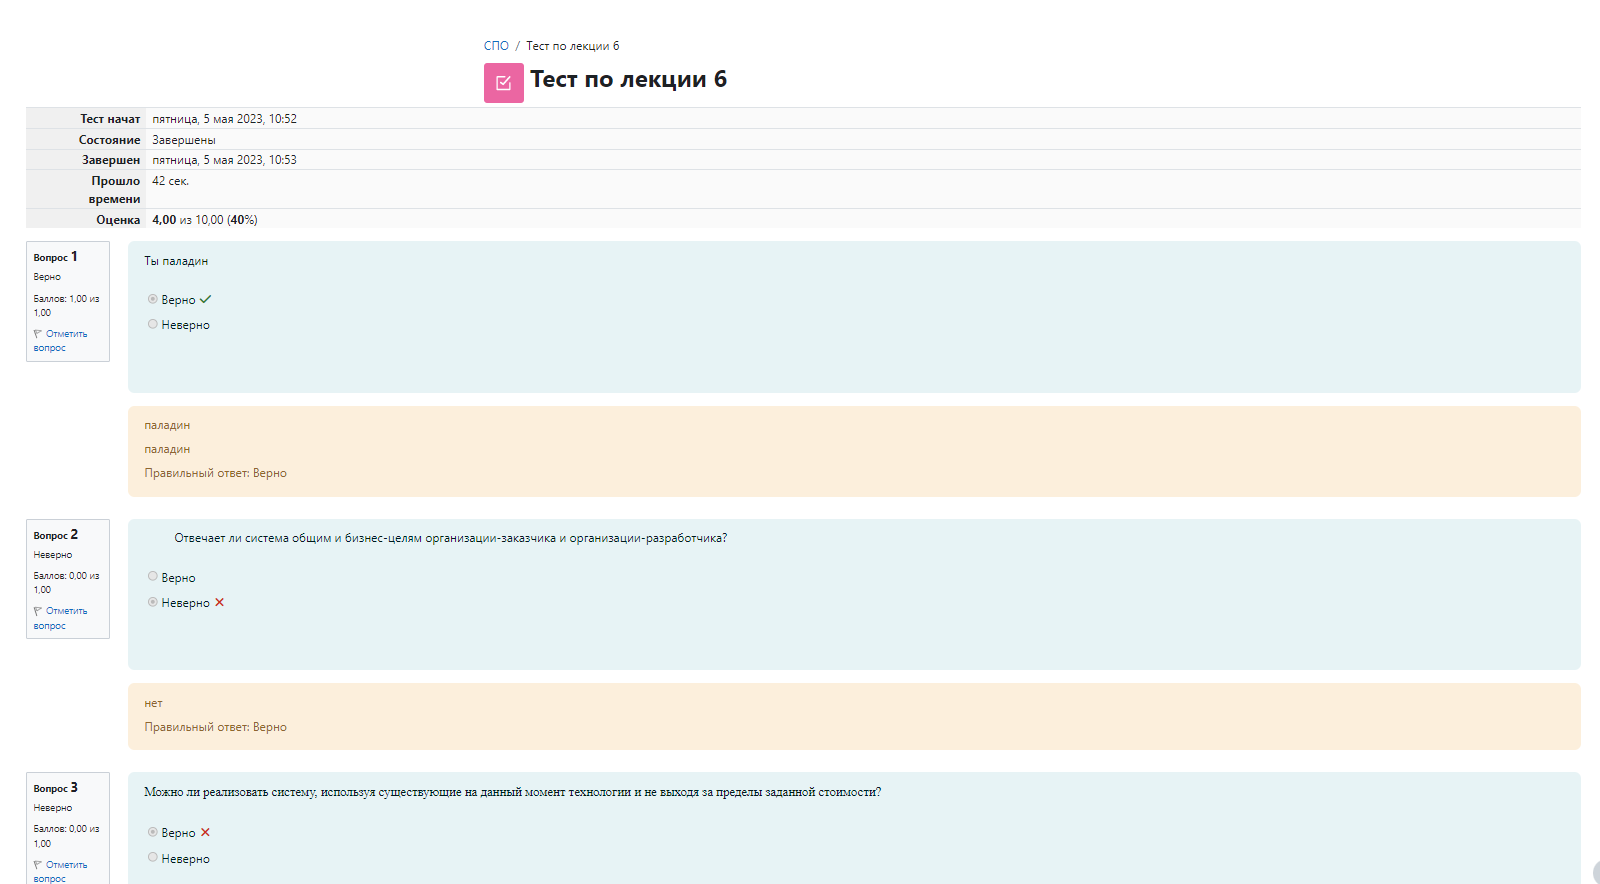 СПО / Тест по лекции 6
Тест по лекции 6
Тест начат пятница, 5 мая 2023, 10:52
Состояние Завершены
Завершен пятница, 5 мая 2023, 10:53
Прошло 42 сек.
времени
Оценка 4,00 из 10,00 (40%)
Вопрос 1
Верно
Баллов: 1,00 из
1,00
Отметить
вопрос
Ты паладин
Верно
Неверно
паладин
паладин
Правильный ответ: Верно
Вопрос 2
Неверно
Баллов: 0,00 из
1,00
Отметить
вопрос
Отвечает ли система общим и бизнес-целям организации-заказчика и организации-разработчика?
Верно
Неверно
нет
Правильный ответ: Верно
Вопрос 3
Неверно
Баллов: 0,00 из
1,00
Отметить
вопрос
Можно ли реализовать систему, используя существующие на данный момент технологии и не выходя за пределы заданной стоимости?
Верно
Неверно